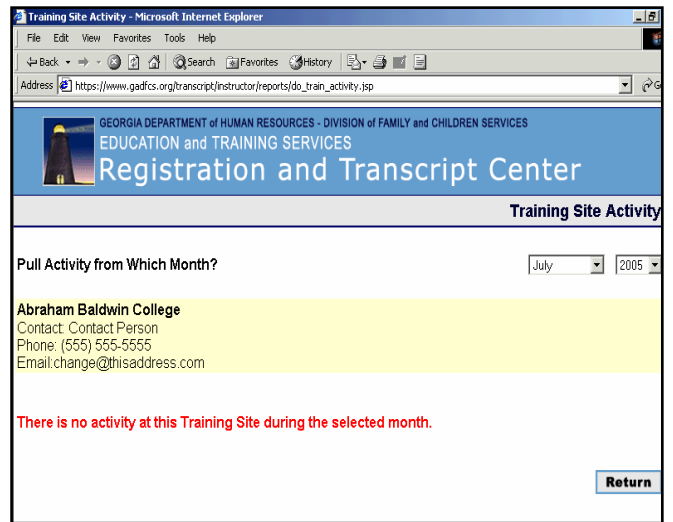 Training Site Activity - Microsoft Internet Explorer
File Edit View Favorites Tools Help
Back Search Favorites History
Address https://www.gadfcs.org/transcript/instructor/reports/do_train_activity.jsp G
GEORGIA DEPARTMENT of HUMAN RESOURCES - DIVISION of FAMILY and CHILDREN SERVICES
EDUCATION and TRAINING SERVICES
Registration and Transcript Center
Training Site Activity
Pull Activity from Which Month? July 2005
Abraham Baldwin College
Contact: Contact Person
Phone: (555) 555-5555
Email:change@thisaddress.com
There is no activity at this Training Site during the selected month.
Return